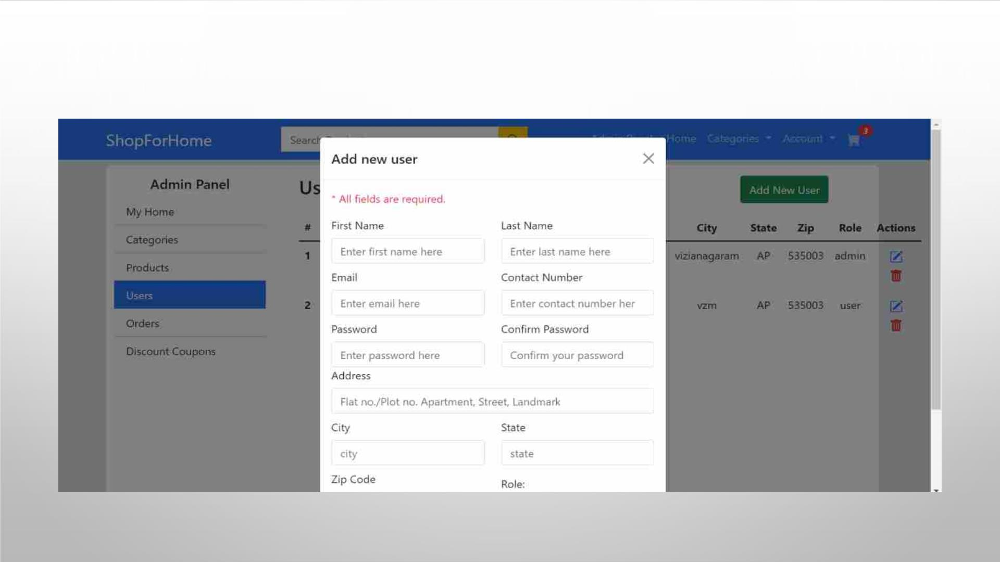 ShopForHome
Search
Home Categories Account 3
Add new user
Admin Panel
Us
Add New User
* All fields are required.
My Home
Categories
Products
Users
Orders
Discount Coupons
# City State Zip Role Actions
1 vizianagaram AP 535003 admin
2 vzm AP 535003 user
First Name Last Name
Enter first name here Enter last name here
Email Contact Number
Enter email here Enter contact number her
Password Confirm Password
Enter password here Confirm your password
Address
Flat no./Plot no. Apartment, Street, Landmark
City State
city state
Zip Code Role: